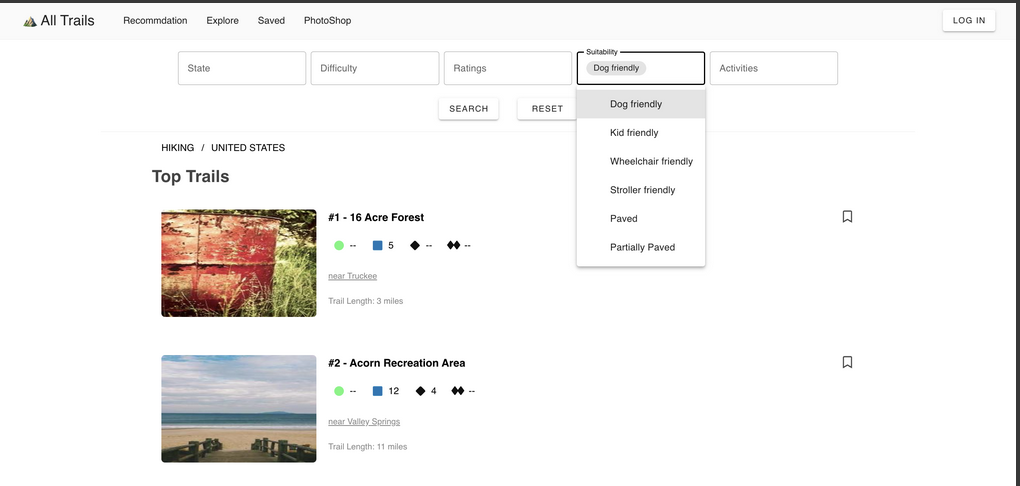 All Trails Recommdation Explore Saved PhotoShop LOG IN
Suitability
State Difficulty Ratings Dog friendly Activities
SEARCH RESET
Dog friendly
Kid friendly
Wheelchair friendly
Stroller friendly
Paved
Partially Paved
HIKING / UNITED STATES
Top Trails
#1 - 16 Acre Forest
-- 5 -- --
near Truckee
Trail Length: 3 miles
#2 - Acorn Recreation Area
-- 12 4 --
near Valley Springs
Trail Length: 11 miles